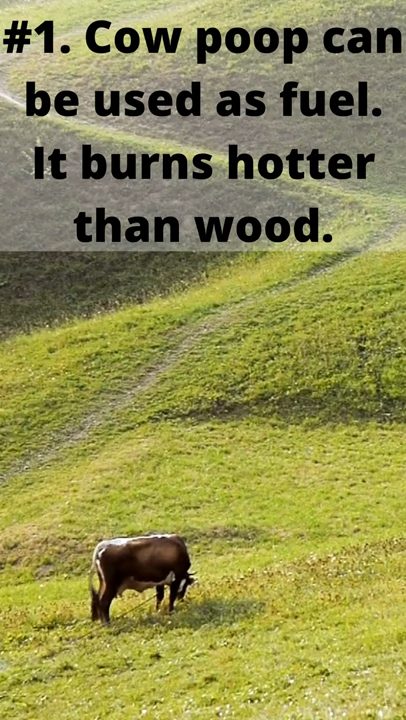 #1. Cow poop can
be used as fuel.
It burns hotter
than wood.